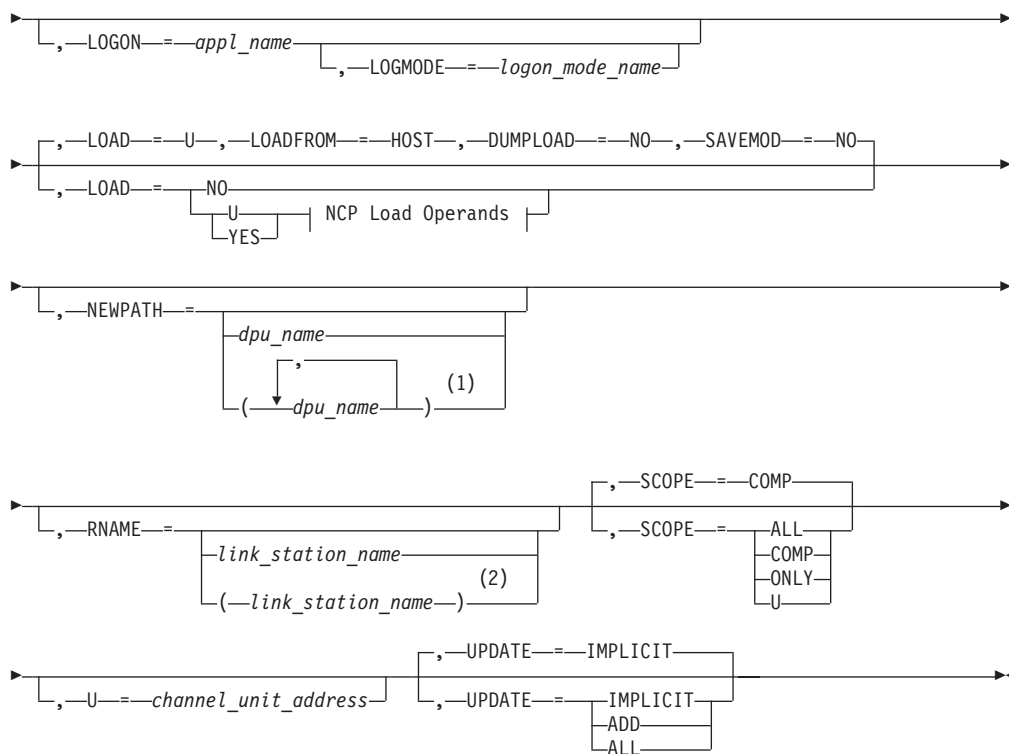 , LOGON = appl_name
, LOGMODE = logon_mode_name
, LOAD = U , LOADFROM = HOST , DUMPLOAD = NO , SAVEMOD = NO
, LOAD = NO
U NCP Load Operands
YES
, NEWPATH =
dpu_name
,
(1)
( dpu_name )
, SCOPE = COMP
, RNAME = , SCOPE = ALL
link_station_name COMP
(2) ONLY
( link_station_name ) U
, UPDATE = IMPLICIT
, U = channel_unit_address , UPDATE = IMPLICIT
ADD
ALL